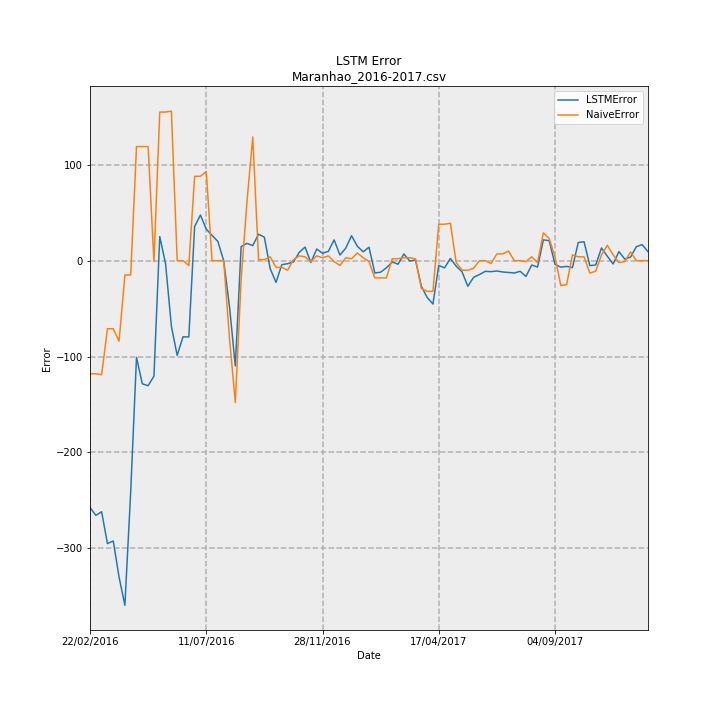 LSTM Error
Maranhao_2016-2017.csv
LSTMError
NaiveError
100
0
−100
−200
−300
Error
22/02/2016
11/07/2016
28/11/2016
17/04/2017
04/09/2017
Date